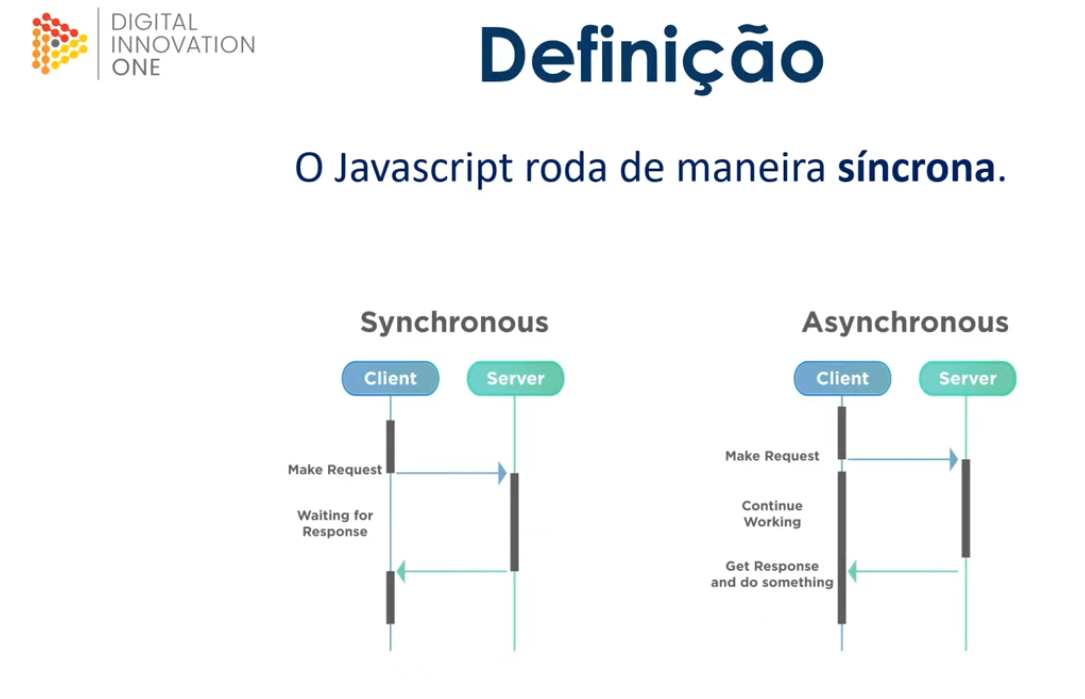 DIGITAL
INNOVATION
ONE
Definição
O Javascript roda de maneira síncrona.
Synchronous
Client
Server
Make Request
Waiting for
Response
Asynchronous
Client
Server
Make Request
Continue
Working
Get Response
and do something